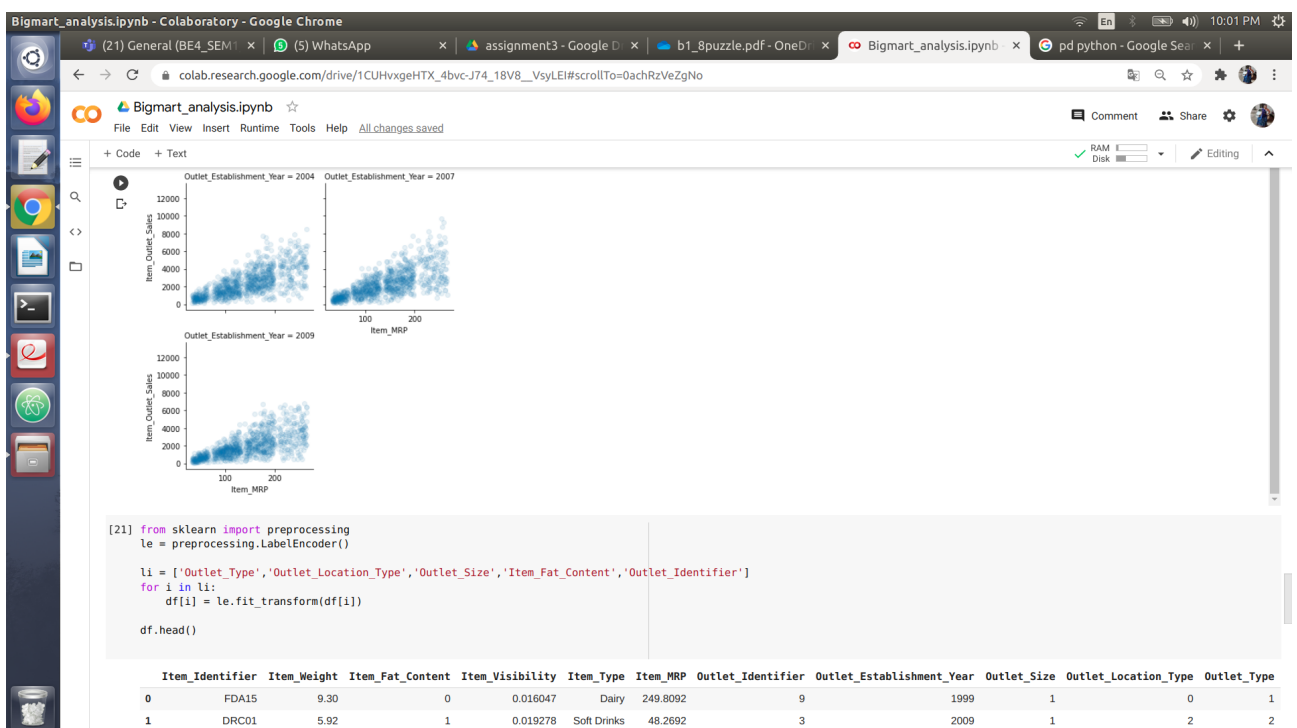 Bigmart_analysis.ipynb - Colaboratory - Google Chrome
En
10:01 PM
(21) General (BE4_SEM1
(5) WhatsApp
assignment3 - Google Dr
b1_8puzzle.pdf - OneDr
Bigmart_analysis.ipynb -
pd python - Google Sear
colab.research.google.com/drive/1CUHvxgeHTX_4bvc-J74_18V8__VsyLEI#scrollTo=0achRzVeZgNo
CO
Bigmart_analysis.ipynb
File Edit View Insert Runtime Tools Help All changes saved
Comment
Share
+ Code + Text
RAM
Disk
Editing
Outlet_Establishment_Year = 2004
Outlet_Establishment_Year = 2007
12000
10000
8000
6000
4000
2000
0
Item_Outlet_Sales
100
200
Item_MRP
Outlet_Establishment_Year = 2009
12000
10000
8000
6000
4000
2000
0
Item_Outlet_Sales
100
200
Item_MRP
[21] from sklearn import preprocessing
le = preprocessing.LabelEncoder()
li = ['Outlet_Type','Outlet_Location_Type','Outlet_Size','Item_Fat_Content','Outlet_Identifier']
for i in li:
df[i] = le.fit_transform(df[i])
df.head()
Item_Identifier Item_Weight Item_Fat_Content Item_Visibility Item_Type Item_MRP Outlet_Identifier Outlet_Establishment_Year Outlet_Size Outlet_Location_Type Outlet_Type
0 FDA15 9.30 0 0.016047 Dairy 249.8092 9 1999 1 0 1
1 DRC01 5.92 1 0.019278 Soft Drinks 48.2692 3 2009 1 2 2